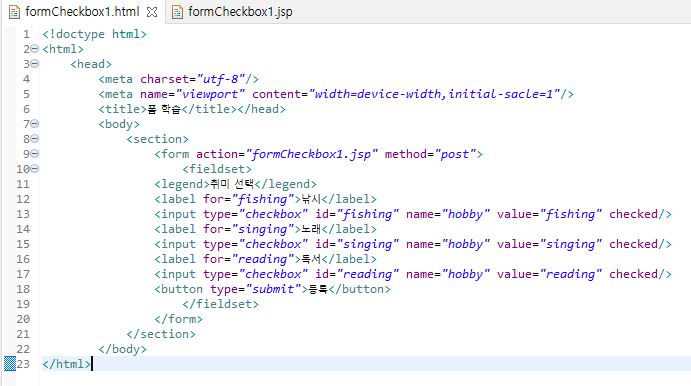 formCheckbox1.html formCheckbox1.jsp
1 <!doctype html>
2 <html>
3 <head>
4 <meta charset="utf-8"/>
5 <meta name="viewport" content="width=device-width,initial-sacle=1"/>
6 <title>폼 학습</title></head>
7 <body>
8 <section>
9 <form action="formCheckbox1.jsp" method="post">
10 <fieldset>
11 <legend>취미 선택</legend>
12 <label for="fishing">낚시</label>
13 <input type="checkbox" id="fishing" name="hobby" value="fishing" checked/>
14 <label for="singing">노래</label>
15 <input type="checkbox" id="singing" name="hobby" value="singing" checked/>
16 <label for="reading">독서</label>
17 <input type="checkbox" id="reading" name="hobby" value="reading" checked/>
18 <button type="submit">등록</button>
19 </fieldset>
20 </form>
21 </section>
22 </body>
23 </html>